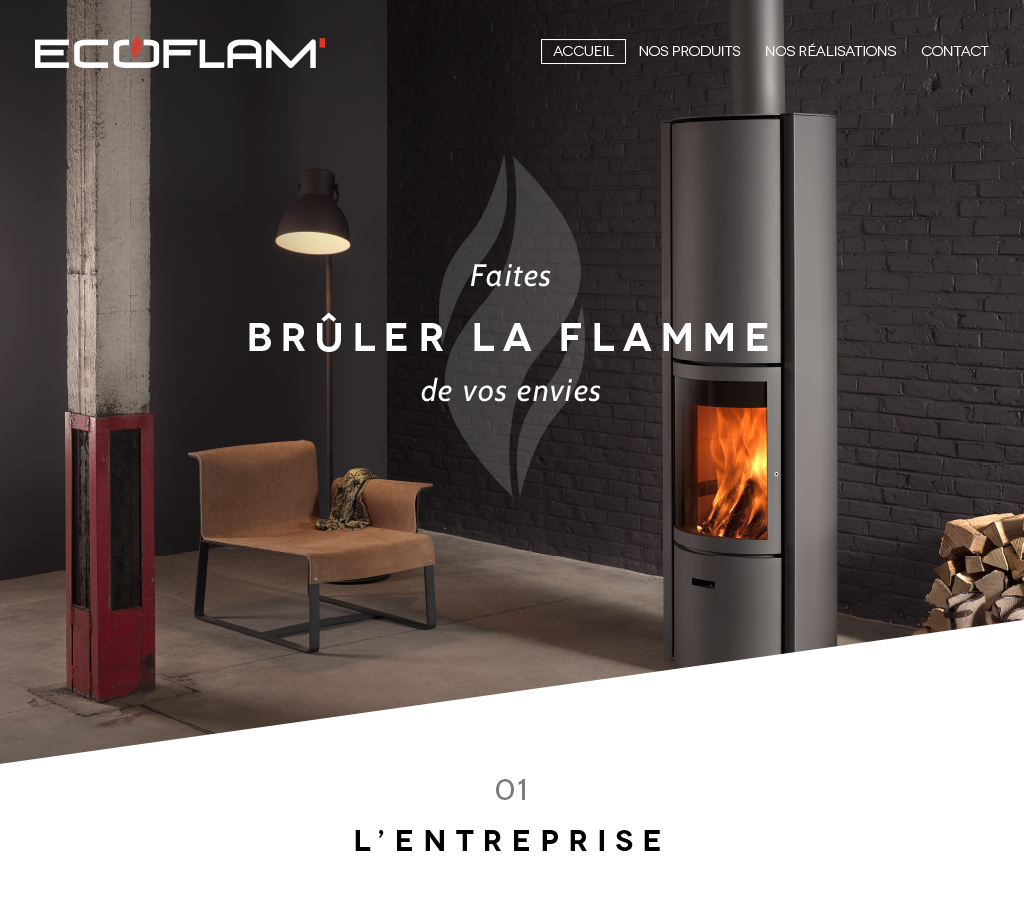 ECOFLAM'
ACCUEIL NOS PRODUITS NOS RÉALISATIONS CONTACT
Faites
BRÛLER LA FLAMME
de vos envies
01
L’ENTREPRISE